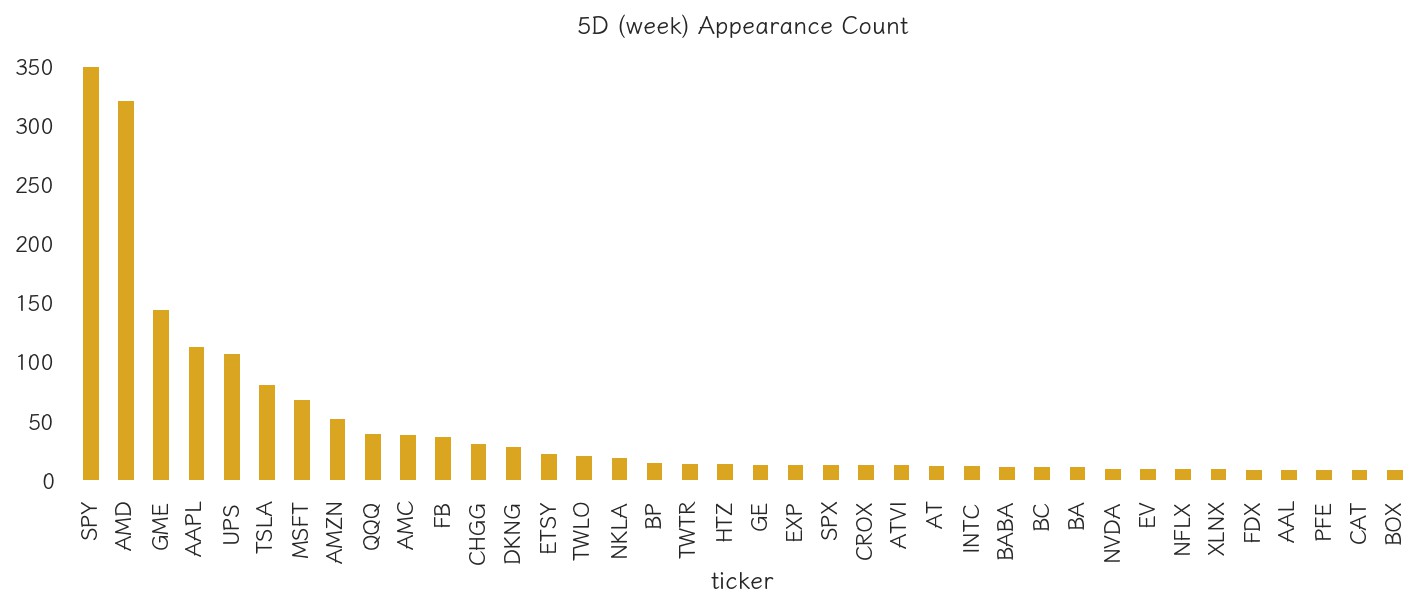 5D (week) Appearance Count
350
300
250
200
150
100
50
0
SPY
AMD
GME
AAPL
UPS
TSLA
MSFT
AMZN
QQQ
AMC
FB
CHGG
DKNG
ETSY
TWLO
NKLA
BP
TWTR
HTZ
GE
EXP
SPX
CROX
ATVI
AT
INTC
BABA
BC
BA
NVDA
EV
NFLX
XLNX
FDX
AAL
PFE
CAT
BOX
ticker